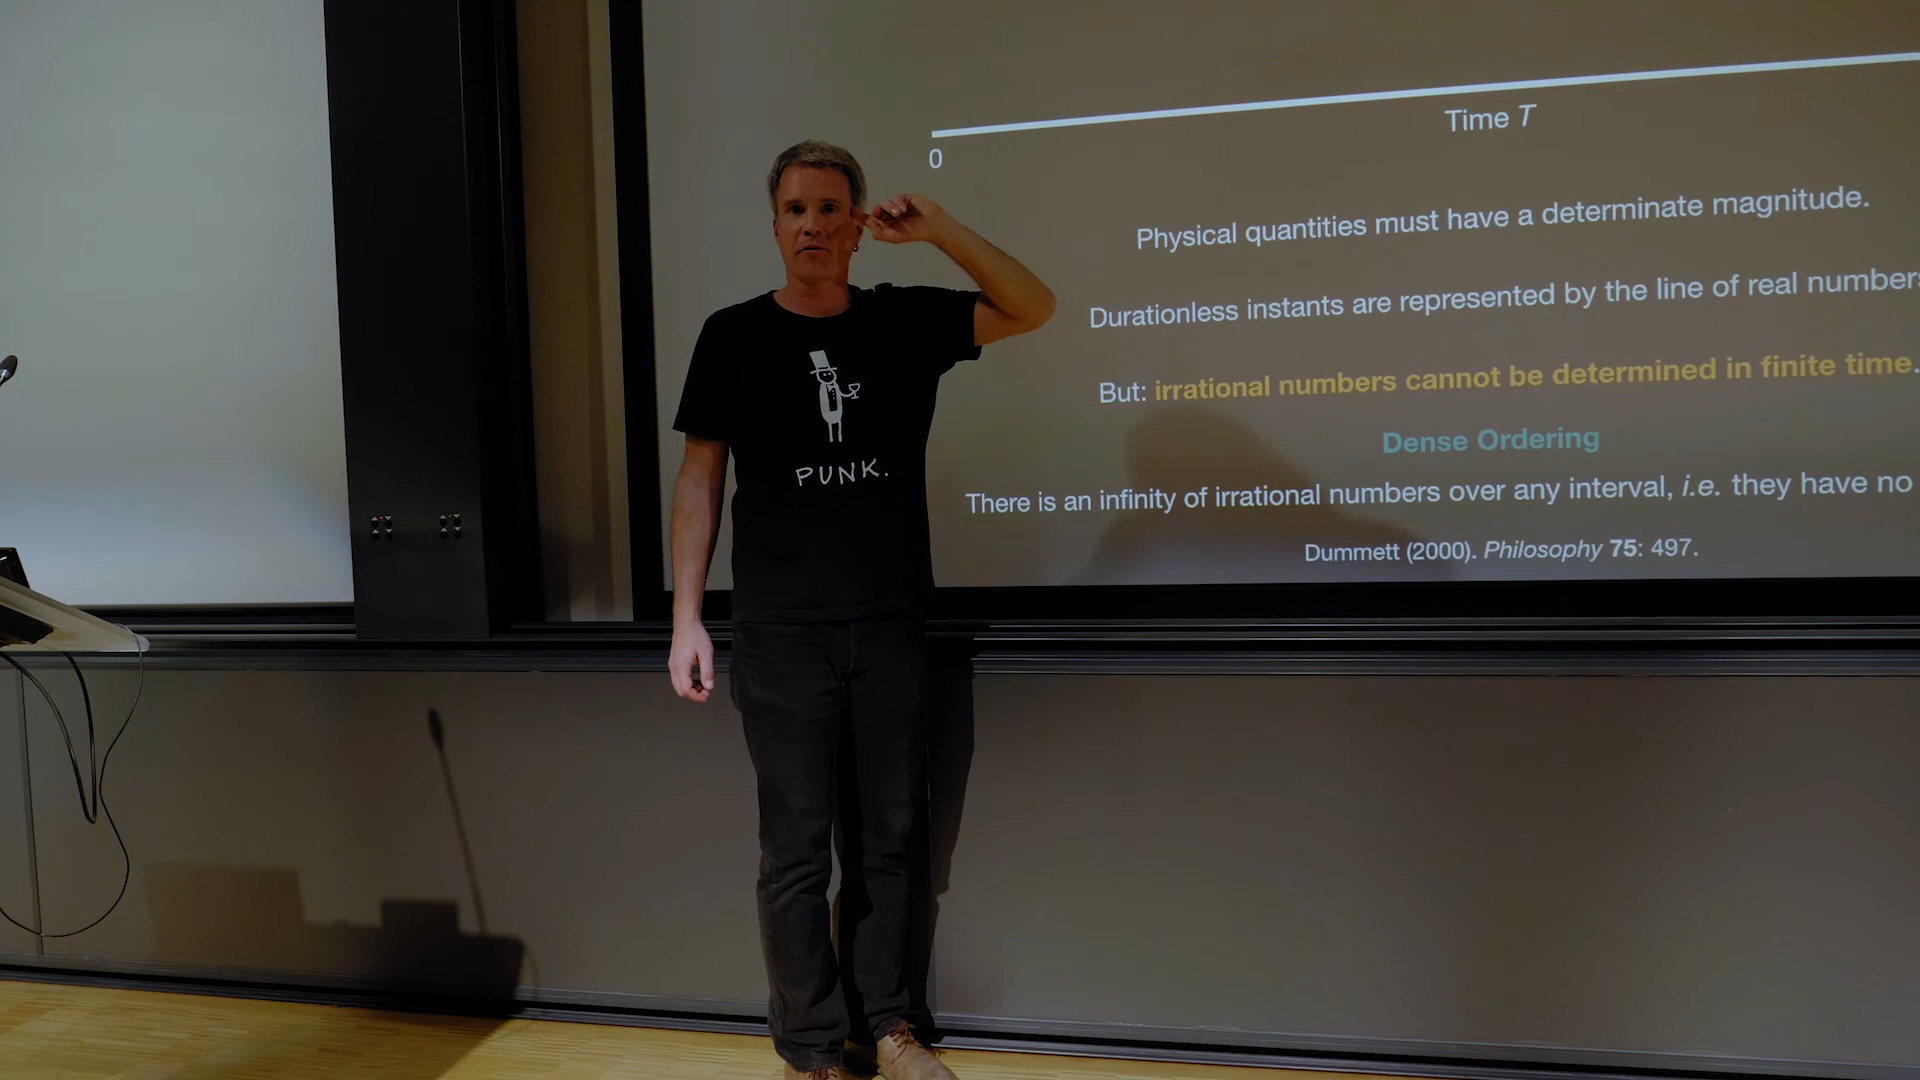 Time T
0
Physical quantities must have a determinate magnitude.
Durationless instants are represented by the line of real numbers
But: irrational numbers cannot be determined in finite time.
Dense Ordering
There is an infinity of irrational numbers over any interval, i.e. they have no
Dummett (2000). Philosophy 75: 497.
PUNK.